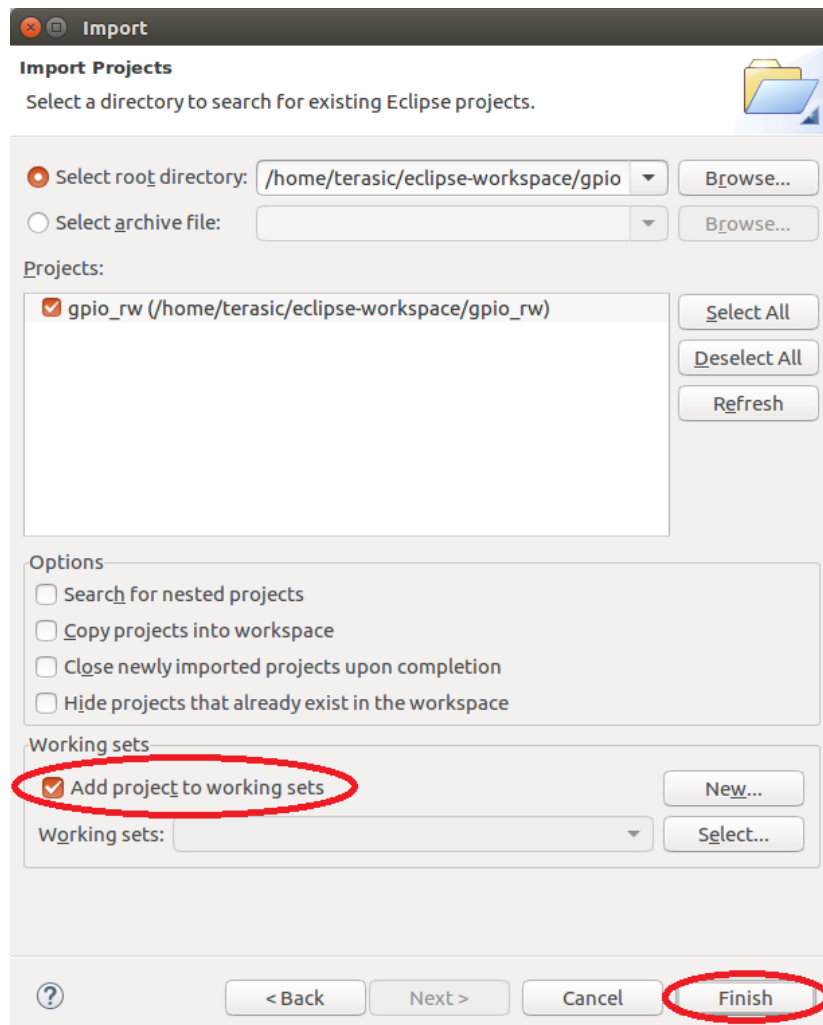 Import
Import Projects
Select a directory to search for existing Eclipse projects.
Select root directory: /home/terasic/eclipse-workspace/gpio Browse...
Select archive file: Browse...
Projects:
gpio_rw (/home/terasic/eclipse-workspace/gpio_rw)
Select All
Deselect All
Refresh
Options
Search for nested projects
Copy projects into workspace
Close newly imported projects upon completion
Hide projects that already exist in the workspace
Working sets
Add project to working sets New...
Working sets: Select...
? < Back Next > Cancel Finish